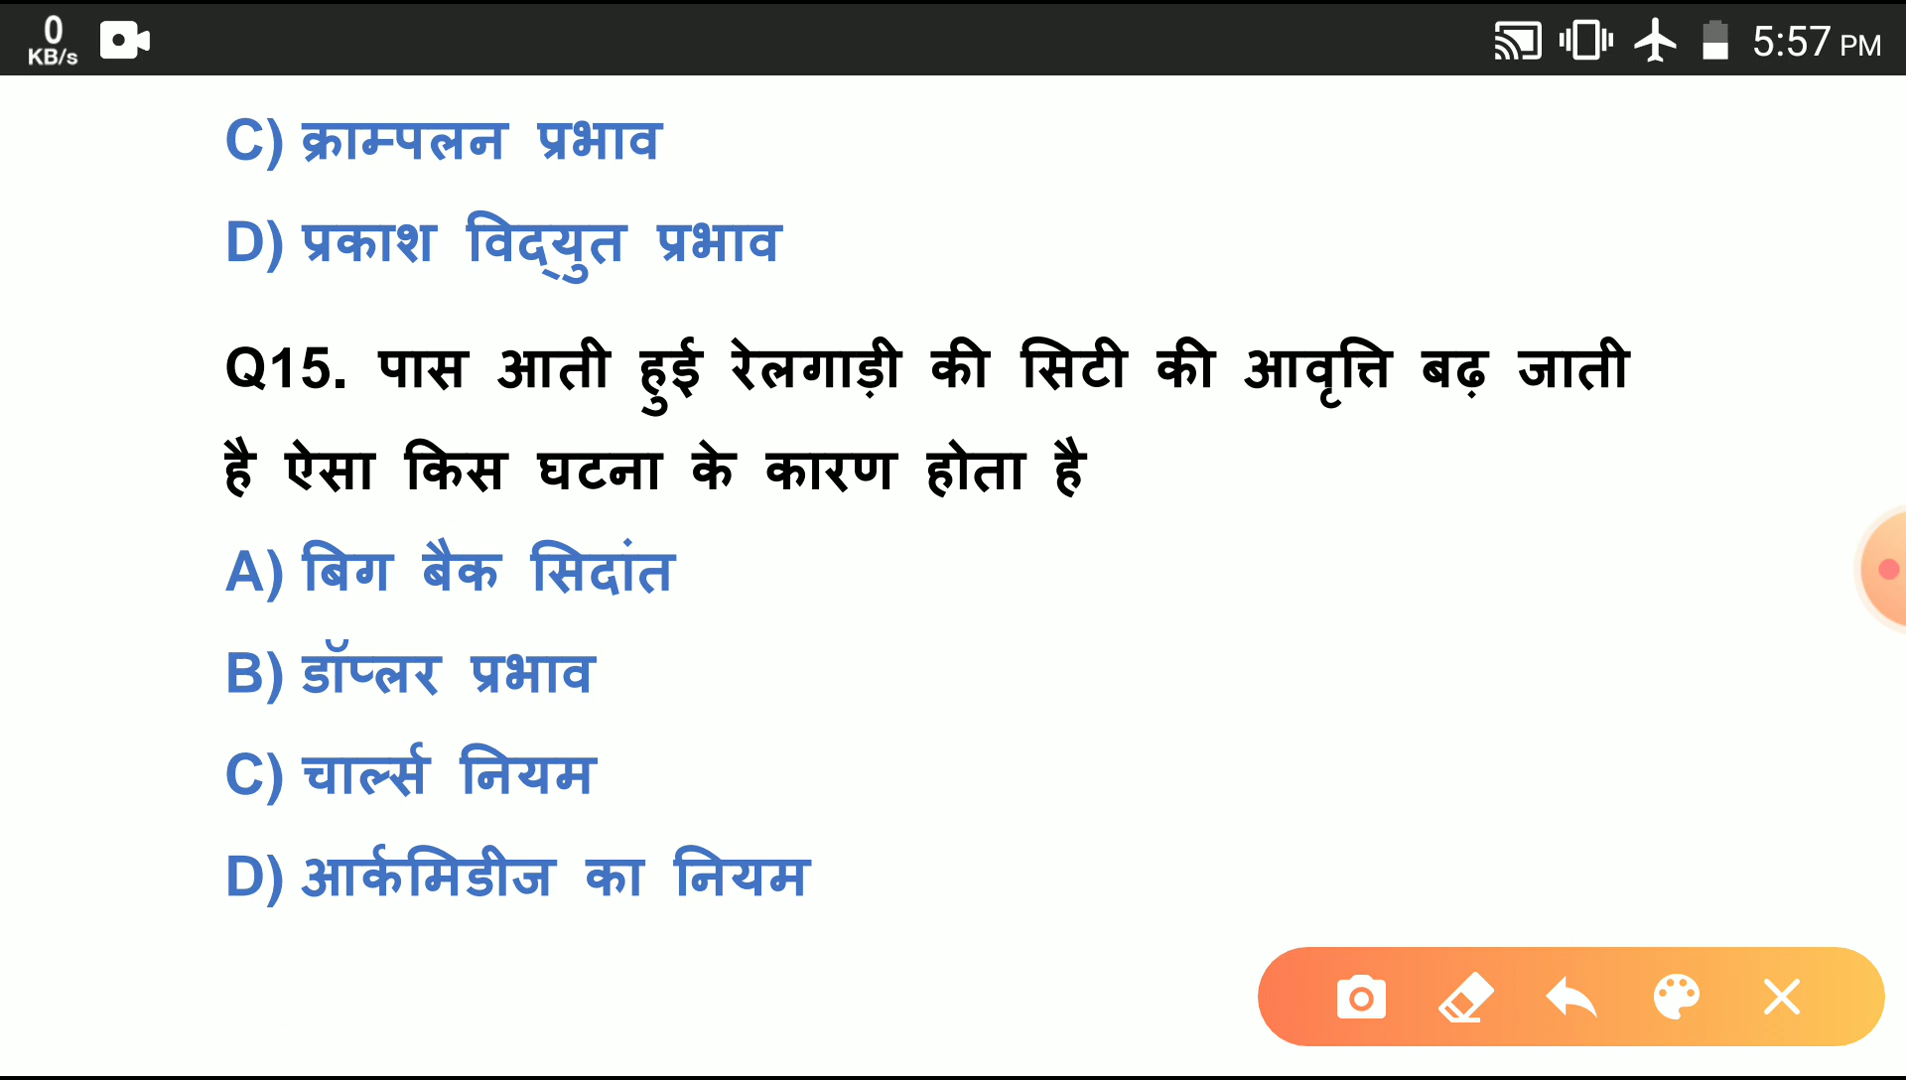 0
KB/s
5:57 PM
C) क्राम्पलन प्रभाव
D) प्रकाश विद्युत प्रभाव
Q15. पास आती हुई रेलगाड़ी की सिटी की आवृत्ति बढ़ जाती
है ऐसा किस घटना के कारण होता है
A) बिग बैक सिदांत
B) डॉप्लर प्रभाव
C) चार्ल्स नियम
D) आर्कमिडीज का नियम